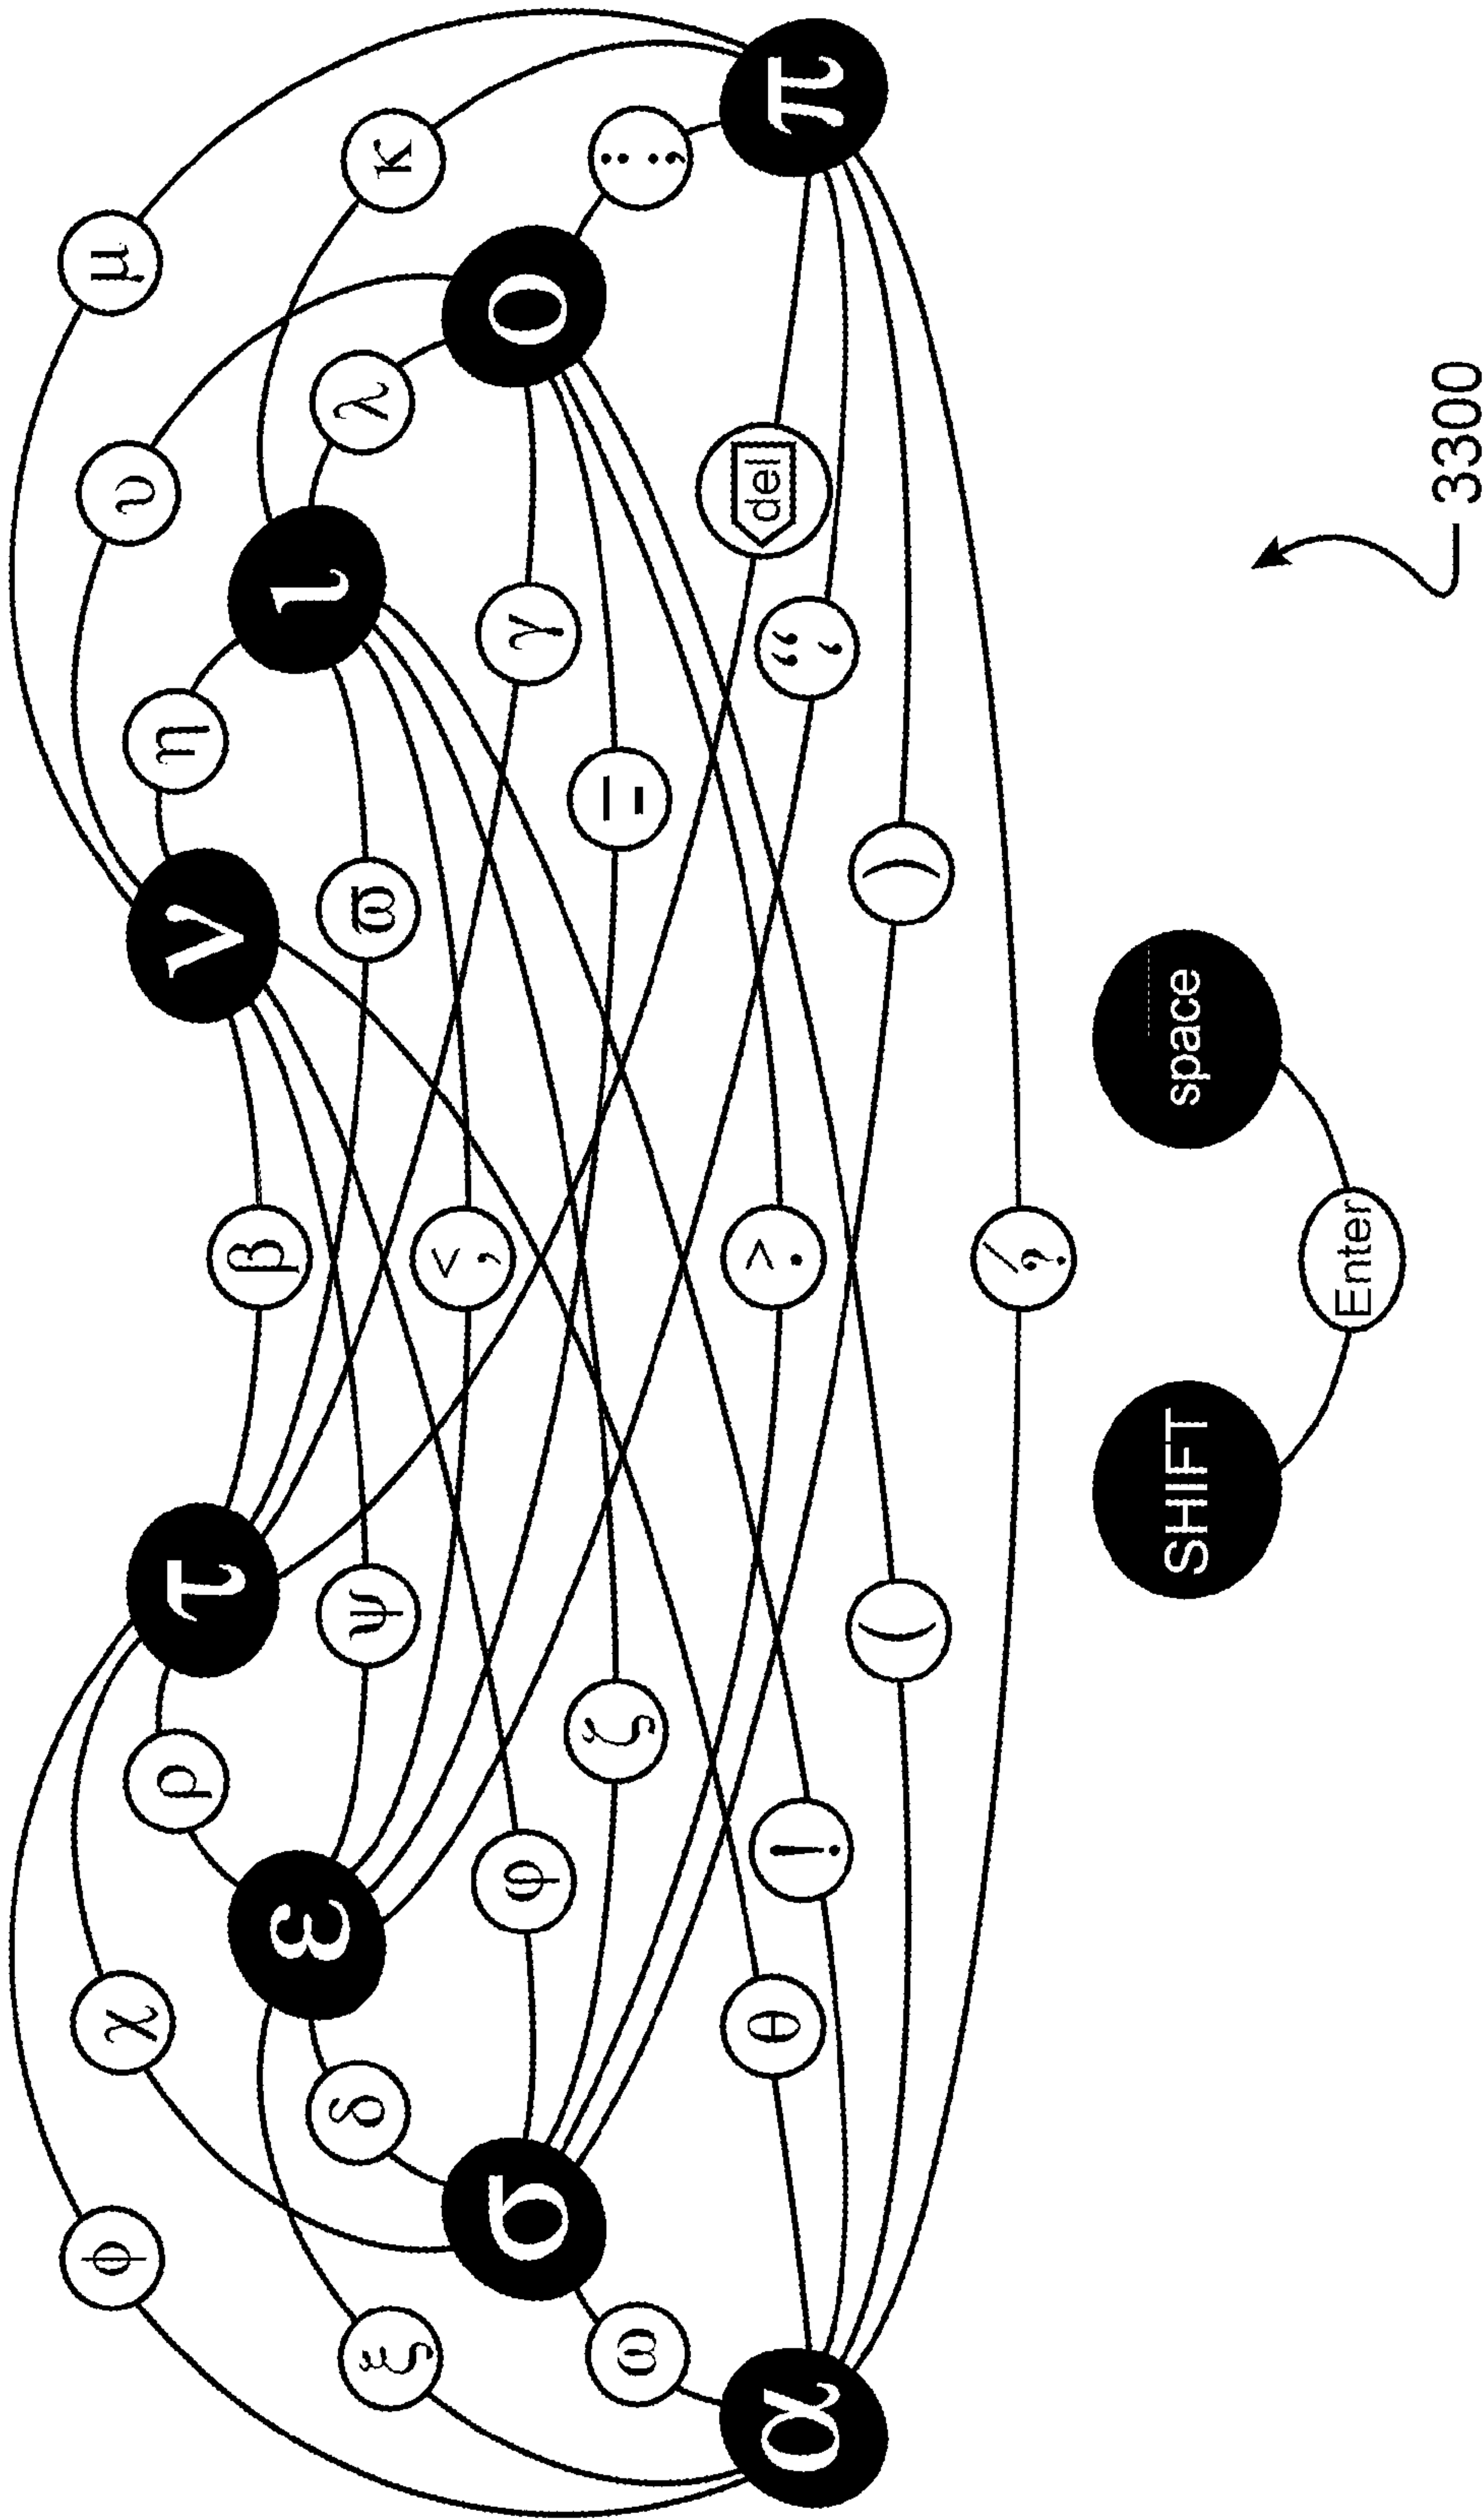 ϕ μ
χ υ
ρ η
τ ν
β
ε ι
δ λ
ψ
ξ κ
< ,
σ φ γ ο
ζ _ -
ω : ;
θ > . del
α ! " ' π
( )
/ ?
SHIFT space
Enter
3300